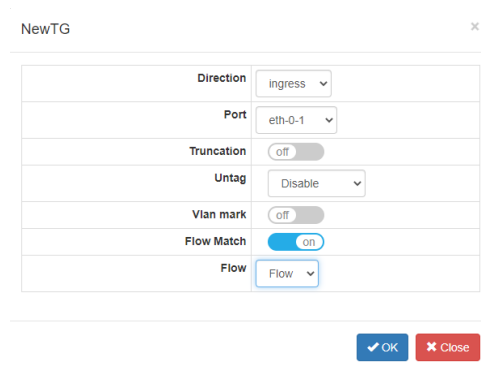 NewTG ×
Direction ingress
Port eth-0-1
Truncation off
Untag Disable
Vlan mark off
Flow Match on
Flow Flow
OK Close